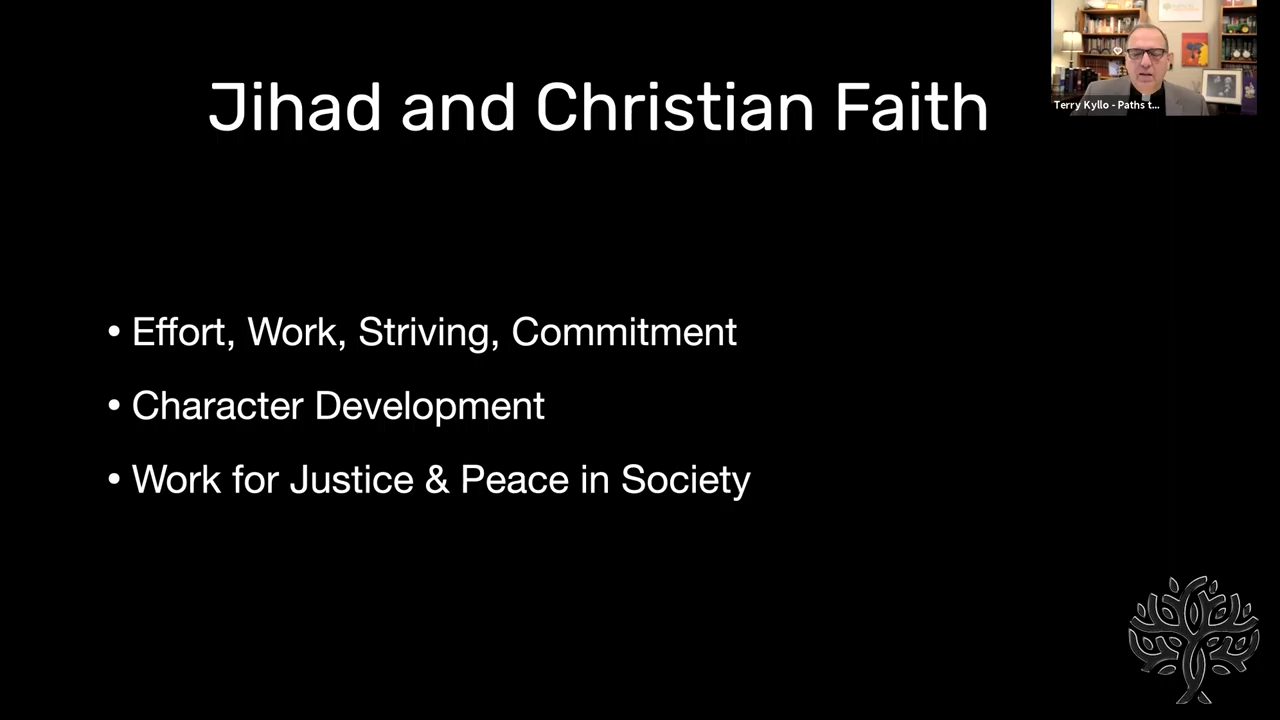 Jihad and Christian Faith
Terry Kyllo - Paths t...
• Effort, Work, Striving, Commitment
• Character Development
• Work for Justice & Peace in Society